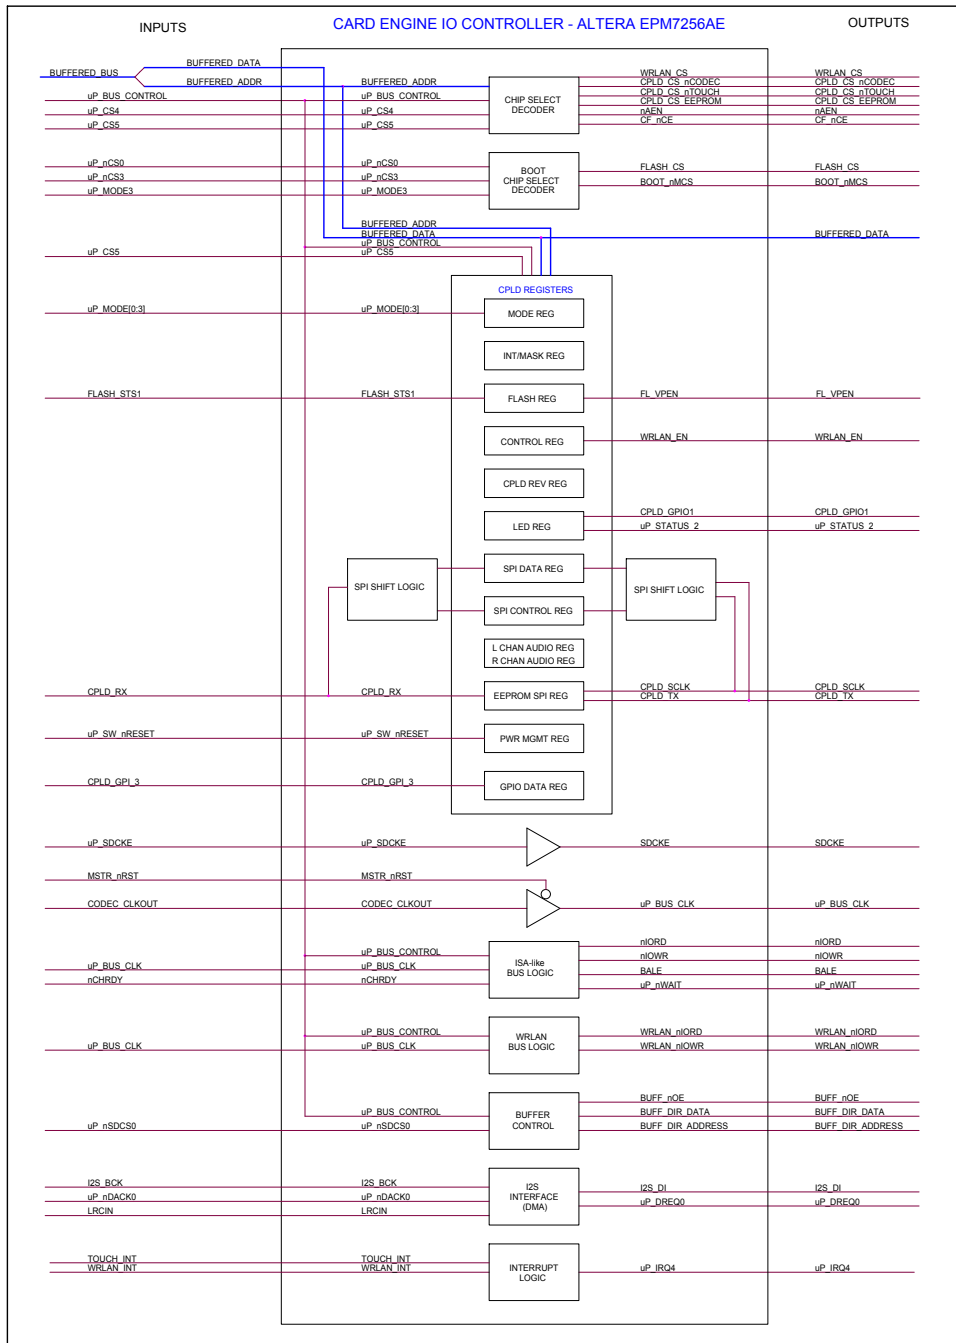 INPUTS
CARD ENGINE IO CONTROLLER - ALTERA EPM7256AE
OUTPUTS
BUFFERED_BUS
BUFFERED_DATA
BUFFERED_ADDR
BUFFERED_ADDR
uP_BUS_CONTROL
uP_BUS_CONTROL
uP_CS4
uP_CS4
uP_CS5
uP_CS5
CHIP SELECT
DECODER
WRLAN_CS
WRLAN_CS
CPLD_CS_nCODEC
CPLD_CS_nCODEC
CPLD_CS_nTOUCH
CPLD_CS_nTOUCH
CPLD_CS_EEPROM
CPLD_CS_EEPROM
nAEN
nAEN
CF_nCE
CF_nCE
uP_nCS0
uP_nCS0
uP_nCS3
uP_nCS3
uP_MODE3
uP_MODE3
BOOT
CHIP SELECT
DECODER
FLASH_CS
FLASH_CS
BOOT_nMCS
BOOT_nMCS
BUFFERED_ADDR
BUFFERED_DATA
BUFFERED_DATA
uP_BUS_CONTROL
uP_CS5
uP_CS5
CPLD REGISTERS
uP_MODE[0:3]
uP_MODE[0:3]
MODE REG
INT/MASK REG
FLASH_STS1
FLASH_STS1
FLASH REG
FL_VPEN
FL_VPEN
CONTROL REG
WRLAN_EN
WRLAN_EN
CPLD REV REG
LED REG
CPLD_GPIO1
CPLD_GPIO1
uP_STATUS_2
uP_STATUS_2
SPI SHIFT LOGIC
SPI DATA REG
SPI SHIFT LOGIC
SPI CONTROL REG
L CHAN AUDIO REG
R CHAN AUDIO REG
CPLD_RX
CPLD_RX
EEPROM SPI REG
CPLD_SCLK
CPLD_SCLK
CPLD_TX
CPLD_TX
uP_SW_nRESET
uP_SW_nRESET
PWR MGMT REG
CPLD_GPI_3
CPLD_GPI_3
GPIO DATA REG
uP_SDCKE
uP_SDCKE
SDCKE
SDCKE
MSTR_nRST
MSTR_nRST
CODEC_CLKOUT
CODEC_CLKOUT
uP_BUS_CLK
uP_BUS_CLK
uP_BUS_CONTROL
uP_BUS_CLK
uP_BUS_CLK
nCHRDY
nCHRDY
ISA-like
BUS LOGIC
nIORD
nIORD
nIOWR
nIOWR
BALE
BALE
uP_nWAIT
uP_nWAIT
uP_BUS_CONTROL
uP_BUS_CLK
uP_BUS_CLK
WRLAN
BUS LOGIC
WRLAN_nIORD
WRLAN_nIORD
WRLAN_nIOWR
WRLAN_nIOWR
uP_BUS_CONTROL
uP_nSDCS0
uP_nSDCS0
BUFFER
CONTROL
BUFF_nOE
BUFF_nOE
BUFF_DIR_DATA
BUFF_DIR_DATA
BUFF_DIR_ADDRESS
BUFF_DIR_ADDRESS
I2S_BCK
I2S_BCK
uP_nDACK0
uP_nDACK0
LRCIN
LRCIN
I2S
INTERFACE
(DMA)
I2S_DI
I2S_DI
uP_DREQ0
uP_DREQ0
TOUCH_INT
TOUCH_INT
WRLAN_INT
WRLAN_INT
INTERRUPT
LOGIC
uP_IRQ4
uP_IRQ4